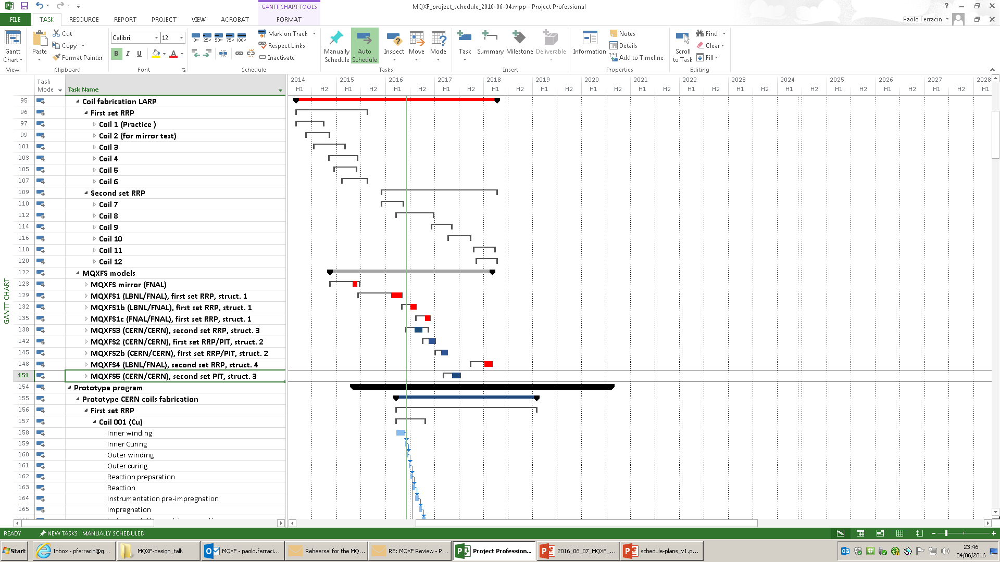 MQXF_project_schedule_2016-06-04.mpp - Project Professional
GANTT CHART TOOLS
FILE TASK RESOURCE REPORT PROJECT VIEW ACROBAT FORMAT
Paolo Ferracin
Gantt Chart
View
Paste
Cut
Copy
Format Painter
Clipboard
Calibri 12
B I U
Font
0% 25% 50% 75% 100%
Mark on Track
Respect Links
Inactivate
Schedule
Manually Schedule
Auto Schedule
Inspect
Move
Mode
Tasks
Task
Summary
Milestone
Deliverable
Insert
Information
Notes
Details
Add to Timeline
Properties
Scroll to Task
Find
Clear
Fill
Editing
Task Mode
Task Name
2014 2015 2016 2017 2018 2019 2020 2021 2022 2023 2024 2025 2026 2027 2028
H1 H2 H1 H2 H1 H2 H1 H2 H1 H2 H1 H2 H1 H2 H1 H2 H1 H2 H1 H2 H1 H2 H1 H2 H1 H2 H1 H2 H1
GANTT CHART
95 Coil fabrication LARP
96 First set RRP
97 Coil 1 (Practice )
99 Coil 2 (for mirror test)
101 Coil 3
103 Coil 4
105 Coil 5
107 Coil 6
109 Second set RRP
110 Coil 7
112 Coil 8
114 Coil 9
116 Coil 10
118 Coil 11
120 Coil 12
122 MQXFS models
123 MQXFS mirror (FNAL)
129 MQXFS1 (LBNL/FNAL), first set RRP, struct. 1
132 MQXFS1b (LBNL/FNAL), first set RRP, struct. 1
135 MQXFS1c (FNAL/FNAL), first set RRP, struct. 1
138 MQXFS3 (CERN/CERN), second set RRP, struct. 3
142 MQXFS2 (CERN/CERN), first set RRP/PIT, struct. 2
145 MQXFS2b (CERN/CERN), first set RRP/PIT, struct. 2
148 MQXFS4 (LBNL/FNAL), second set RRP, struct. 4
151 MQXFS5 (CERN/CERN), second set PIT, struct. 3
154 Prototype program
155 Prototype CERN coils fabrication
156 First set RRP
157 Coil 001 (Cu)
158 Inner winding
159 Inner Curing
160 Outer winding
161 Outer curing
162 Reaction preparation
163 Reaction
164 Instrumentation pre-impregnation
165 Impregnation
READY NEW TASKS : MANUALLY SCHEDULED
Start
Inbox - pferracin@g...
MQXF-design_talk
MQXF - paolo.ferraci...
Rehearsal for the MQ...
RE: MQXF Review - P...
Project Profession...
2016_06_07_MQXF_...
schedule-plans_v1.p...
23:46
04/06/2016